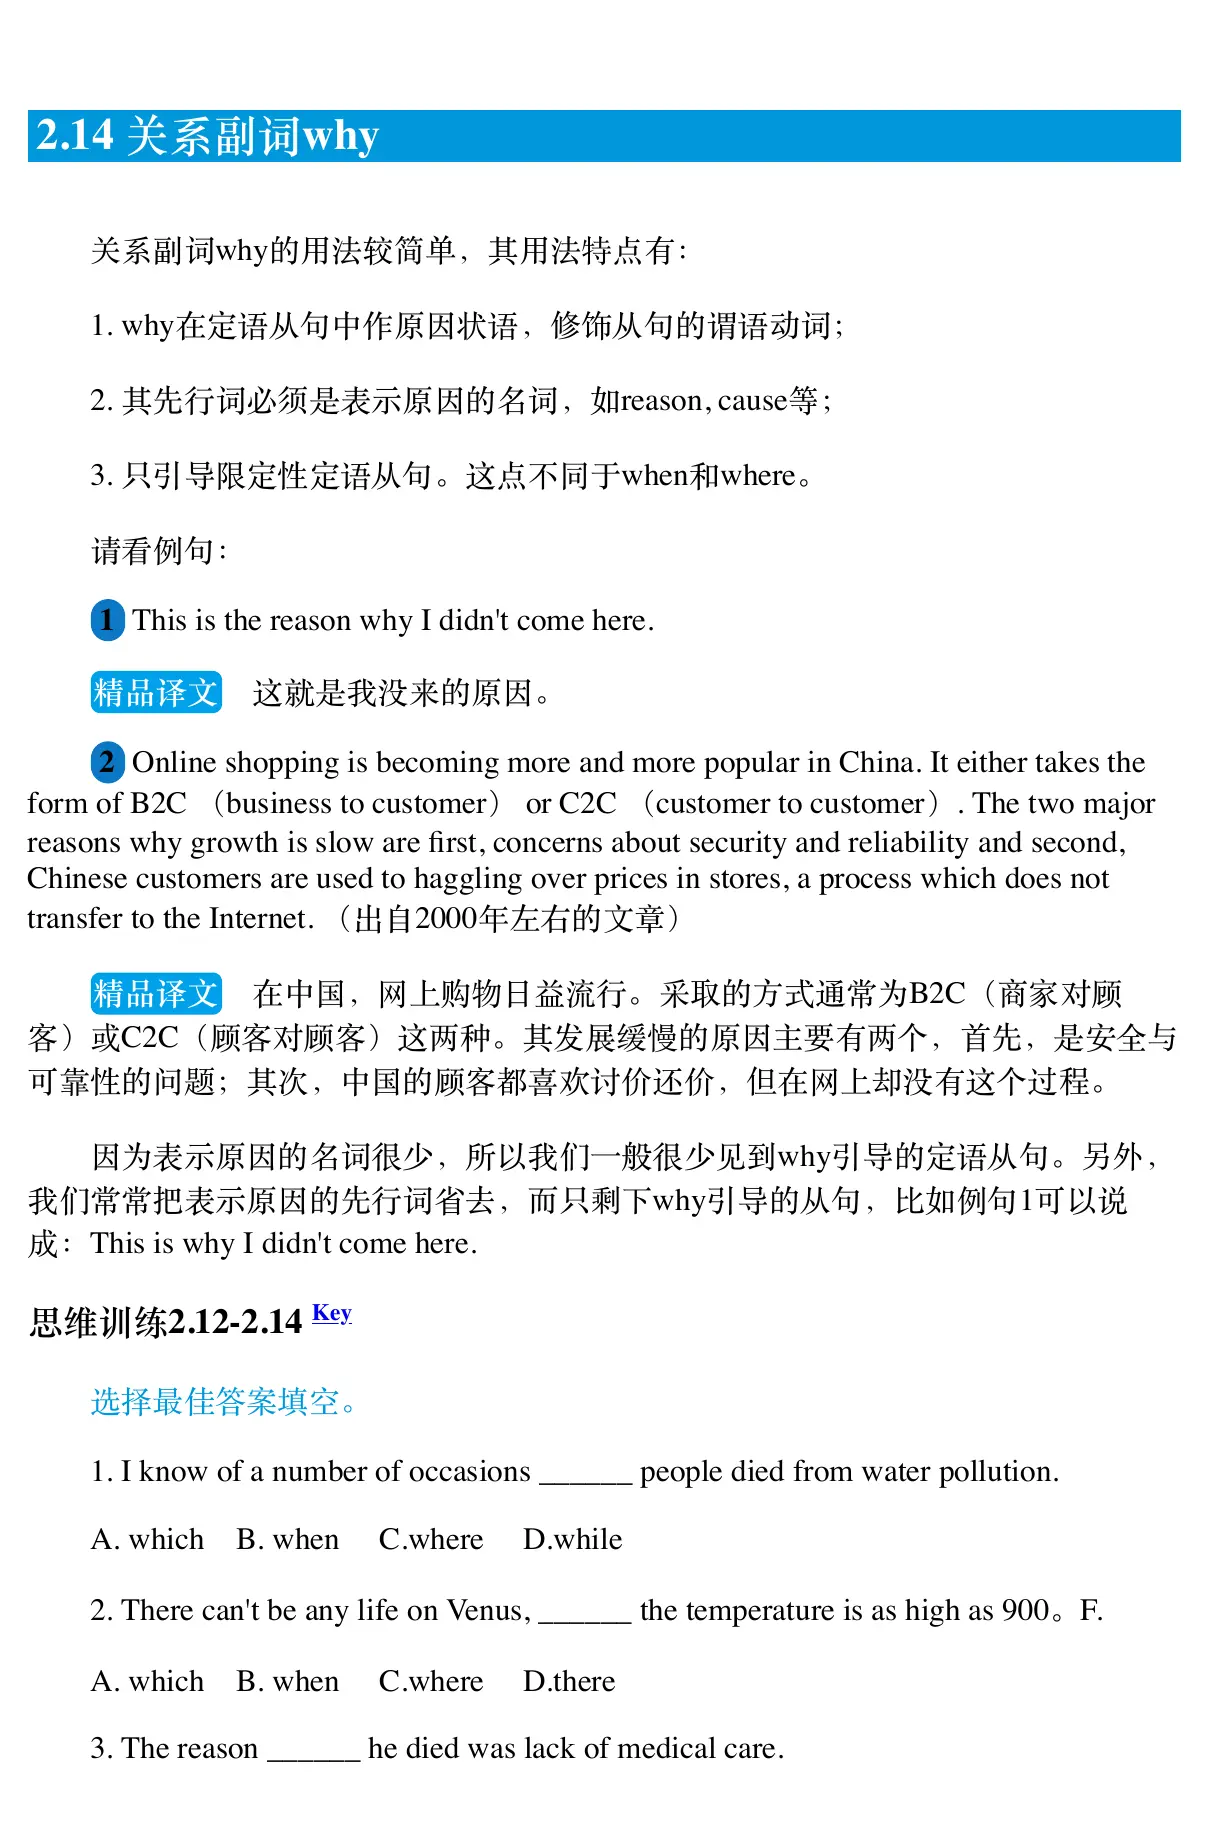 2.14 关系副词why
关系副词why的用法较简单，其用法特点有：
1. why在定语从句中作原因状语，修饰从句的谓语动词；
2. 其先行词必须是表示原因的名词，如reason, cause等；
3. 只引导限定性定语从句。这点不同于when和where。
请看例句：
1 This is the reason why I didn't come here.
精品译文 这就是我没来的原因。
2 Online shopping is becoming more and more popular in China. It either takes the
form of B2C （business to customer） or C2C （customer to customer）. The two major
reasons why growth is slow are first, concerns about security and reliability and second,
Chinese customers are used to haggling over prices in stores, a process which does not
transfer to the Internet. （出自2000年左右的文章）
精品译文 在中国，网上购物日益流行。采取的方式通常为B2C（商家对顾
客）或C2C（顾客对顾客）这两种。其发展缓慢的原因主要有两个，首先，是安全与
可靠性的问题；其次，中国的顾客都喜欢讨价还价，但在网上却没有这个过程。
因为表示原因的名词很少，所以我们一般很少见到why引导的定语从句。另外，
我们常常把表示原因的先行词省去，而只剩下why引导的从句，比如例句1可以说
成：This is why I didn't come here.
思维训练2.12-2.14 Key
选择最佳答案填空。
1. I know of a number of occasions ______ people died from water pollution.
A. which B. when C.where D.while
2. There can't be any life on Venus, ______ the temperature is as high as 900。F.
A. which B. when C.where D.there
3. The reason ______ he died was lack of medical care.